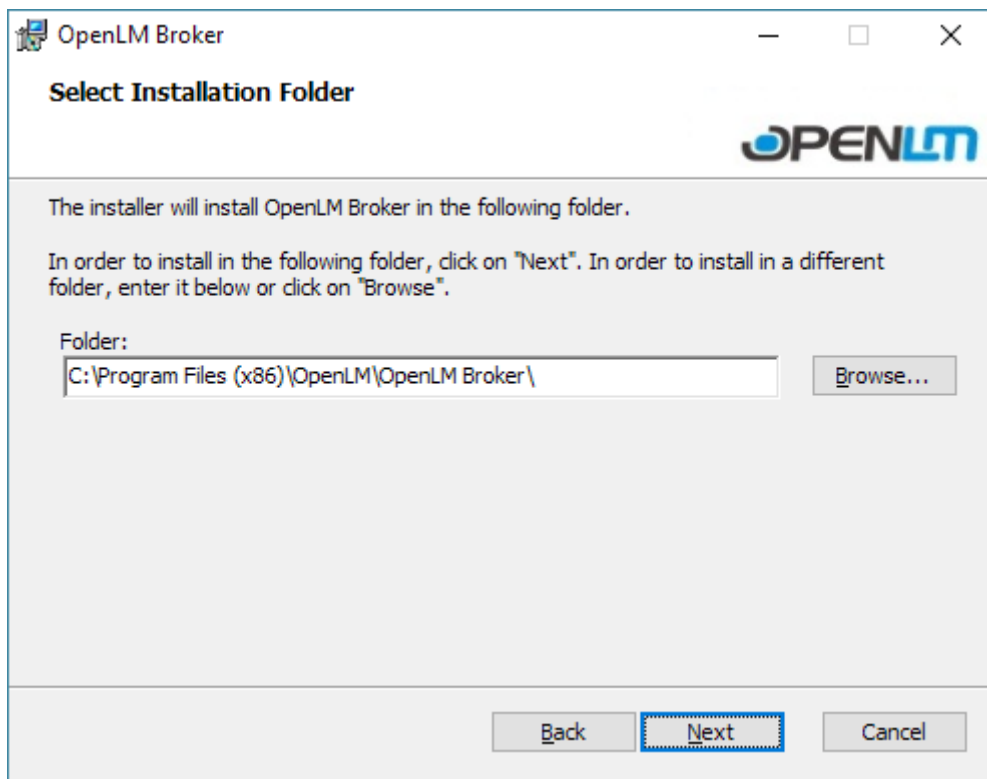 OpenLM Broker
Select Installation Folder
OPENLM
The installer will install OpenLM Broker in the following folder.
In order to install in the following folder, click on "Next". In order to install in a different
folder, enter it below or click on "Browse".
Folder:
C:\Program Files (x86)\OpenLM\OpenLM Broker\
Browse...
Back
Next
Cancel